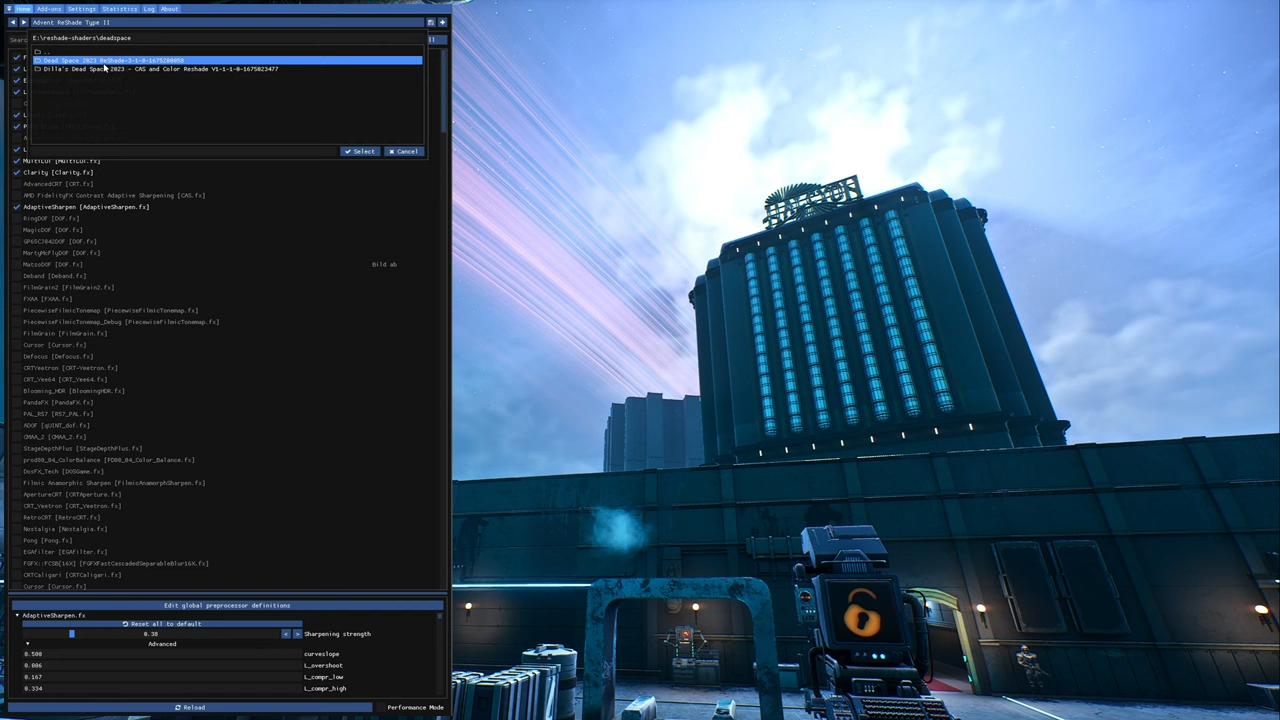 Home Add-ons Settings Statistics Log About
Advent ReShade Type II
E:\reshade-shaders\deadspace
..
Dead Space 2023 ReShade-3-1-0-1675280058
Dilla's Dead Space 2023 - CAS and Color Reshade V1-1-1-0-1675023477
Select Cancel
MultiLUT [MultiLUT.fx]
Clarity [Clarity.fx]
AdvancedCRT [CRT.fx]
AMD FidelityFX Contrast Adaptive Sharpening [CAS.fx]
AdaptiveSharpen [AdaptiveSharpen.fx]
RingDOF [DOF.fx]
MagicDOF [DOF.fx]
GP65CJ042DOF [DOF.fx]
MartyMcFlyDOF [DOF.fx]
MatsoDOF [DOF.fx]
Bild ab
Deband [Deband.fx]
FilmGrain2 [FilmGrain2.fx]
FXAA [FXAA.fx]
PiecewiseFilmicTonemap [PiecewiseFilmicTonemap.fx]
PiecewiseFilmicTonemap_Debug [PiecewiseFilmicTonemap.fx]
FilmGrain [FilmGrain.fx]
Cursor [Cursor.fx]
Defocus [Defocus.fx]
CRTYeetron [CRT-Yeetron.fx]
CRT_Yee64 [CRT_Yee64.fx]
Blooming_HDR [BloomingHDR.fx]
PandaFX [PandaFX.fx]
PAL_RS7 [RS7_PAL.fx]
ADOF [qUINT_dof.fx]
CMAA_2 [CMAA_2.fx]
StageDepthPlus [StageDepthPlus.fx]
prod80_04_ColorBalance [PD80_04_Color_Balance.fx]
DosFX_Tech [DOSGame.fx]
Filmic Anamorphic Sharpen [FilmicAnamorphSharpen.fx]
ApertureCRT [CRTAperture.fx]
CRT_Yeetron [CRT_Yeetron.fx]
RetroCRT [RetroCRT.fx]
Nostalgia [Nostalgia.fx]
Pong [Pong.fx]
EGAfilter [EGAfilter.fx]
FGFX::FCSB[16X] [FGFXFastCascadedSeparableBlur16X.fx]
CRTCaligari [CRTCaligari.fx]
Cursor [Cursor.fx]
Edit global preprocessor definitions
AdaptiveSharpen.fx
Reset all to default
0.38 < > Sharpening strength
Advanced
0.500 curveslope
0.006 L_overshoot
0.167 L_compr_low
0.334 L_compr_high
Reload Performance Mode